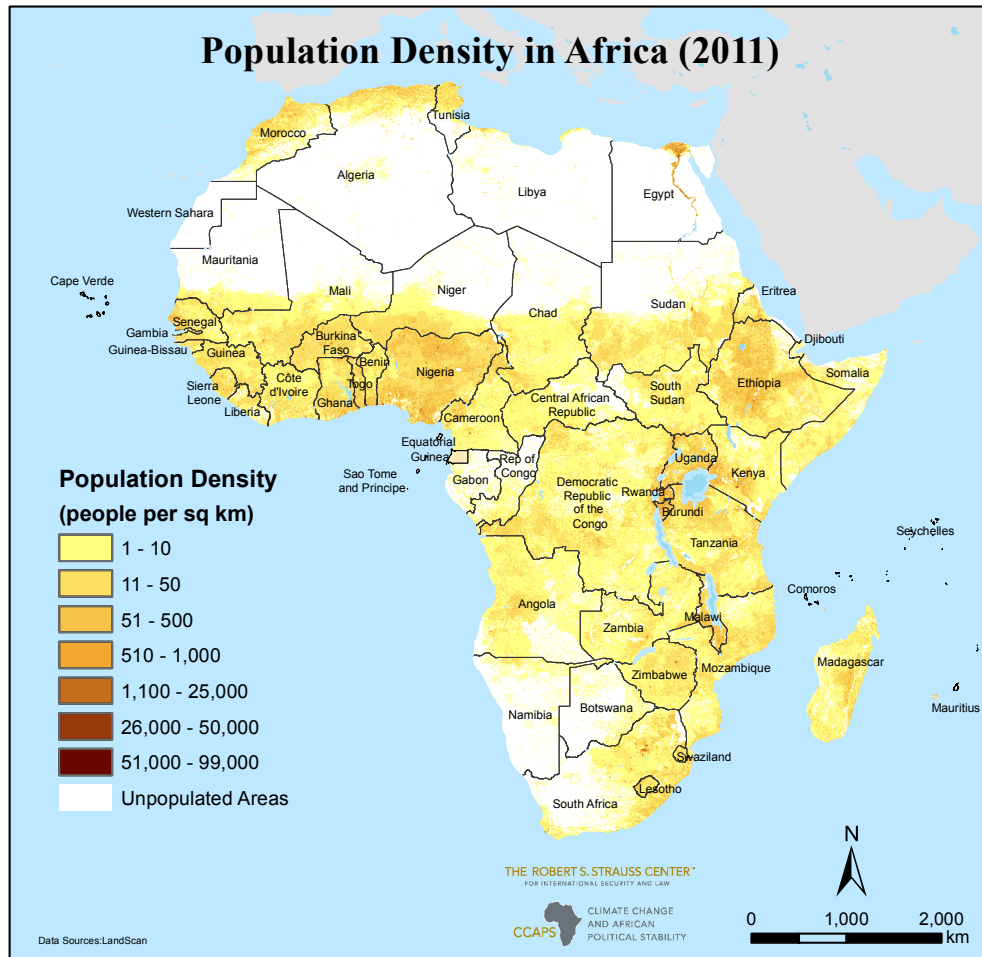 Population Density in Africa (2011)
Tunisia
Morocco
Algeria
Libya
Egypt
Western Sahara
Mauritania
Cape Verde
Mali
Niger
Chad
Sudan
Eritrea
Senegal
Gambia
Guinea-Bissau
Guinea
Burkina
Faso
Benin
Nigeria
Djibouti
Somalia
Ethiopia
Sierra
Leone
Liberia
Côte
d'Ivoire
Ghana
Togo
Central African
Republic
South
Sudan
Cameroon
Equatorial
Guinea
Sao Tome
and Principe
Gabon
Rep of
Congo
Democratic
Republic
of the
Congo
Uganda
Kenya
Rwanda
Burundi
Tanzania
Seychelles
Comoros
Angola
Zambia
Malawi
Mozambique
Madagascar
Mauritius
Zimbabwe
Namibia
Botswana
Swaziland
Lesotho
South Africa
Population Density
(people per sq km)
1 - 10
11 - 50
51 - 500
510 - 1,000
1,100 - 25,000
26,000 - 50,000
51,000 - 99,000
Unpopulated Areas
THE ROBERT S. STRAUSS CENTER
FOR INTERNATIONAL SECURITY AND LAW
CCAPS
CLIMATE CHANGE
AND AFRICAN
POLITICAL STABILITY
N
0 1,000 2,000
km
Data Sources:LandScan